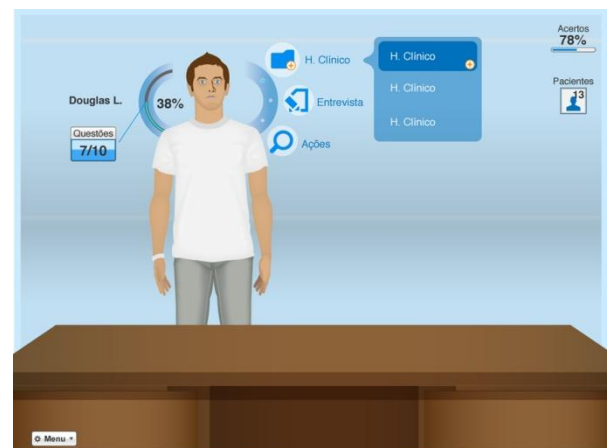 Acertos
78%
Pacientes
13
Douglas L.
38%
Questões
7/10
H. Clínico
Entrevista
Ações
H. Clínico
H. Clínico
H. Clínico
Menu